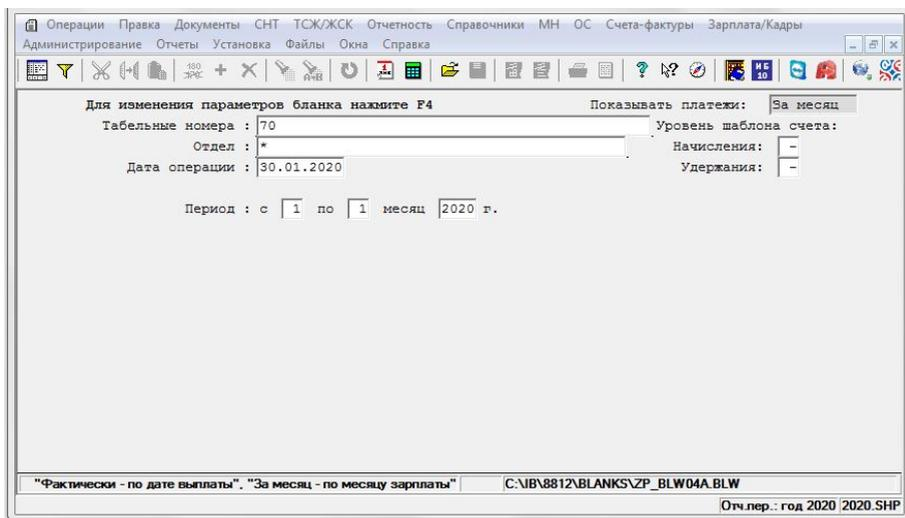 Операции Правка Документы СНТ ТСЖ/ЖСК Отчетность Справочники МН ОС Счета-фактуры Зарплата/Кадры
Администрирование Отчеты Установка Файлы Окна Справка
Для изменения параметров бланка нажмите F4 Показывать платежи: За месяц
Табельные номера : 70 Уровень шаблона счета:
Отдел : * Начисления: -
Дата операции : 30.01.2020 Удержания: -
Период : с 1 по 1 месяц 2020 г.
"Фактически - по дате выплаты". "За месяц - по месяцу зарплаты" C:\IB\8812\BLANKS\ZP_BLW04A.BLW
Отч.пер.: год 2020 2020.SHP